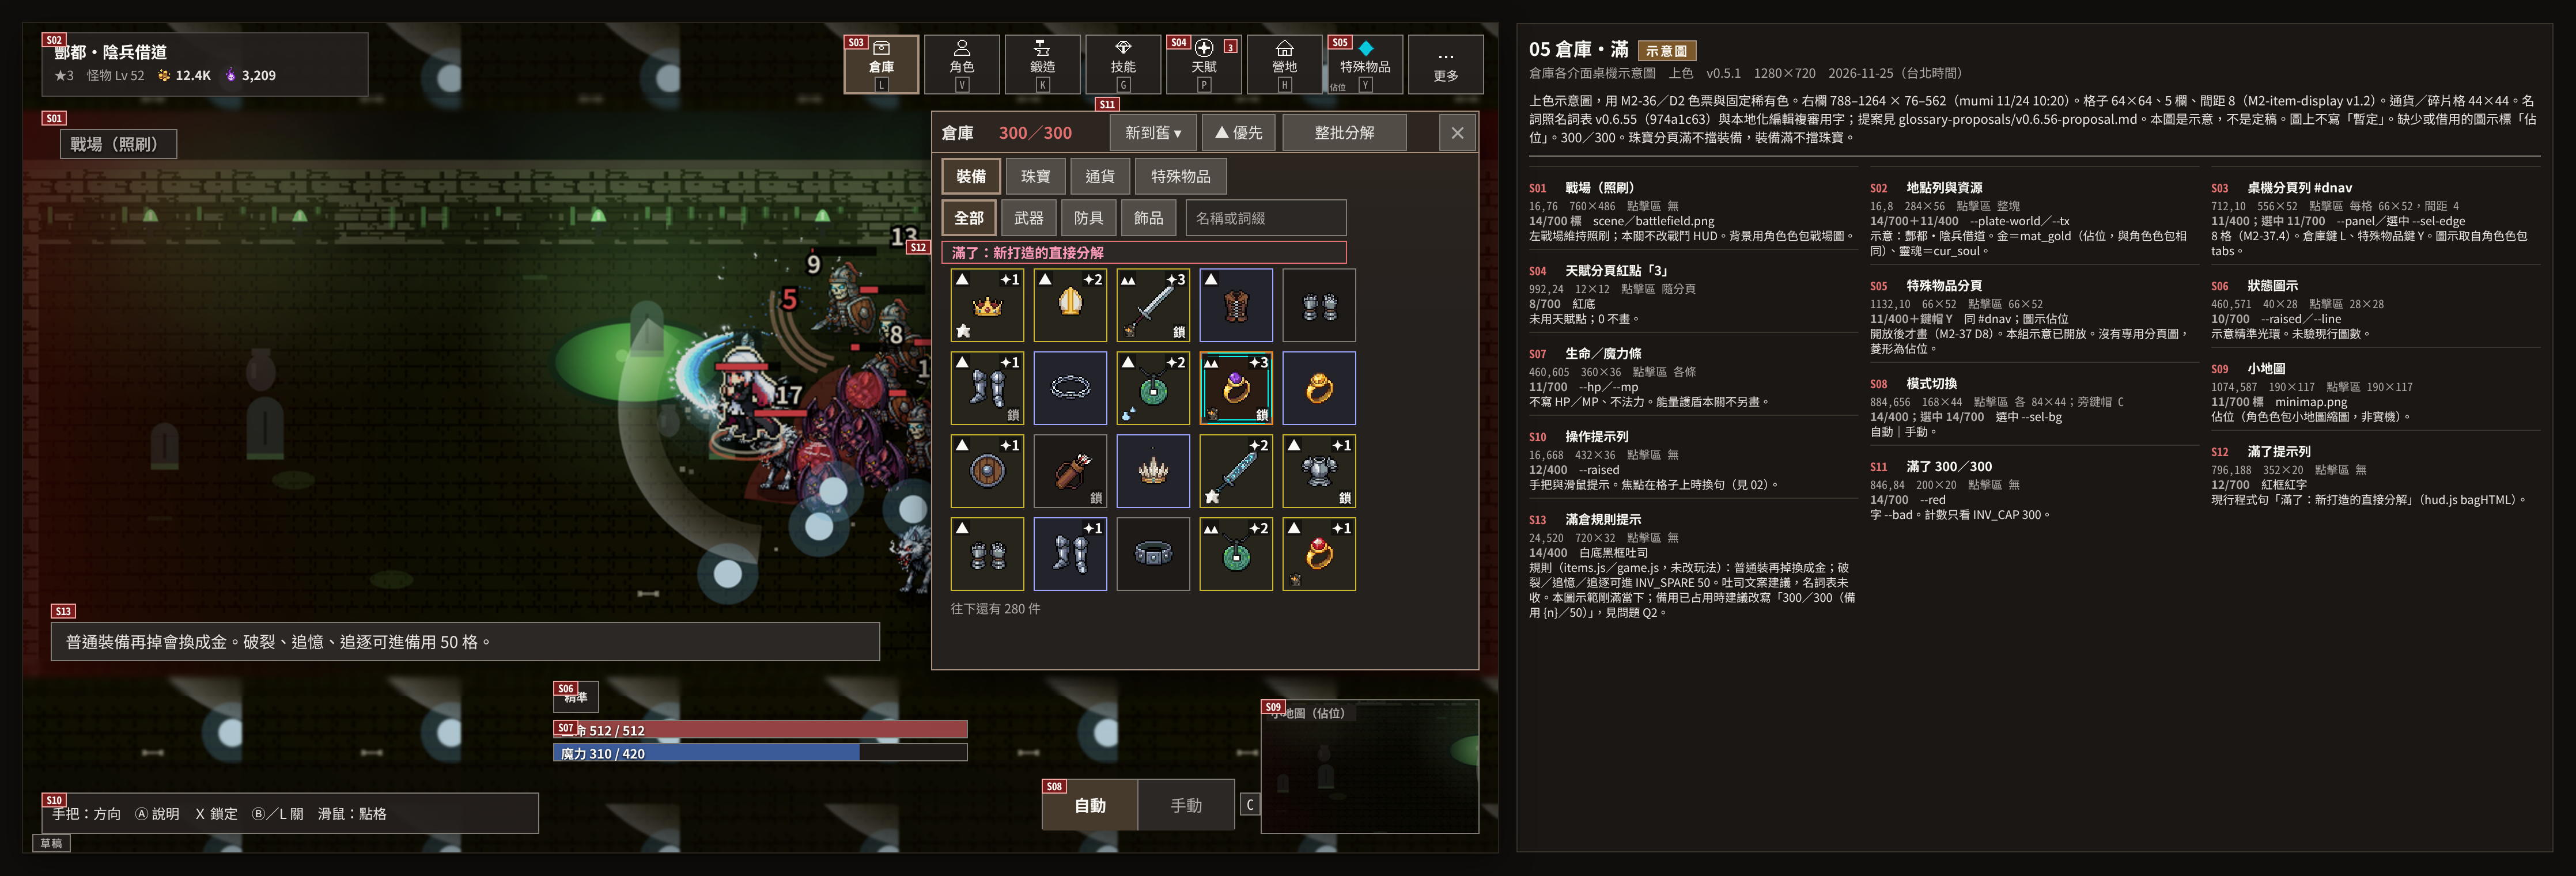 S02
酆都・陰兵借道
★3 怪物 Lv 52 12.4K 3,209
S03
倉庫
L
角色
V
鍛造
K
技能
G
S04
3
天賦
P
營地
H
S05
特殊物品
佔位
Y
…
更多
S01
戰場（照刷）
S11
倉庫 300／300 新到舊▾ ▲優先 整批分解 ×
裝備 珠寶 通貨 特殊物品
全部 武器 防具 飾品 名稱或詞綴
S12
滿了：新打造的直接分解
13
9
5
8
1
17
▲ ✦1
▲ ✦2
▲▲ ✦3 鎖
▲
▲ ✦1 鎖
▲ ✦2
▲▲ ✦3 鎖
▲ ✦1
鎖
✦2
▲ ✦1 鎖
▲
✦1
▲▲ ✦2
▲ ✦1
往下還有 280 件
S13
普通裝備再掉會換成金。破裂、追憶、追逐可進備用 50 格。
S06
精準
S07
命 512 / 512
魔力 310 / 420
S09
地圖（佔位）
S08
自動 手動 C
S10
手把：方向 Ⓐ 說明 X 鎖定 Ⓑ／L 關 滑鼠：點格
草稿
05 倉庫・滿 示意圖
倉庫各介面桌機示意圖 上色 v0.5.1 1280×720 2026-11-25（台北時間）
上色示意圖，用 M2-36／D2 色票與固定稀有色。右欄 788–1264 × 76–562（mumi 11/24 10:20）。格子 64×64、5 欄、間距 8（M2-item-display v1.2）。通貨／碎片格 44×44。名
詞照名詞表 v0.6.55（974a1c63）與本地化編輯複審用字；提案見 glossary-proposals/v0.6.56-proposal.md。本圖是示意，不是定稿。圖上不寫「暫定」。缺少或借用的圖示標「佔
位」。300／300。珠寶分頁滿不擋裝備，裝備滿不擋珠寶。
S01 戰場（照刷）
16,76 760×486 點擊區 無
14/700 標 scene／battlefield.png
左戰場維持照刷；本關不改戰鬥 HUD。背景用角色色包戰場圖。
S04 天賦分頁紅點「3」
992,24 12×12 點擊區 隨分頁
8/700 紅底
未用天賦點；0 不畫。
S07 生命／魔力條
460,605 360×36 點擊區 各條
11/700 --hp／--mp
不寫 HP／MP、不法力。能量護盾本關不另畫。
S10 操作提示列
16,668 432×36 點擊區 無
12/400 --raised
手把與滑鼠提示。焦點在格子上時換句（見 02）。
S13 滿倉規則提示
24,520 720×32 點擊區 無
14/400 白底黑框吐司
規則（items.js／game.js，未改玩法）：普通裝再掉換成金；破
裂／追憶／追逐可進 INV_SPARE 50。吐司文案建議，名詞表未
收。本圖示範剛滿當下；備用已占用時建議改寫「300／300（備
用 {n}／50）」，見問題 Q2。
S02 地點列與資源
16,8 284×56 點擊區 整塊
14/700＋11/400 --plate-world／--tx
示意：酆都・陰兵借道。金＝mat_gold（佔位，與角色色包相
同）、靈魂＝cur_soul。
S05 特殊物品分頁
1132,10 66×52 點擊區 66×52
11/400＋鍵帽 Y 同 #dnav；圖示佔位
開放後才畫（M2-37 D8）。本組示意已開放。沒有專用分頁圖，
菱形為佔位。
S08 模式切換
884,656 168×44 點擊區 各 84×44；旁鍵帽 C
14/400；選中 14/700 選中 --sel-bg
自動｜手動。
S11 滿了 300／300
846,84 200×20 點擊區 無
14/700 --red
字 --bad。計數只看 INV_CAP 300。
S03 桌機分頁列 #dnav
712,10 556×52 點擊區 每格 66×52，間距 4
11/400；選中 11/700 --panel／選中 --sel-edge
8 格（M2-37.4）。倉庫鍵 L、特殊物品鍵 Y。圖示取自角色色包
tabs。
S06 狀態圖示
460,571 40×28 點擊區 28×28
10/700 --raised／--line
示意精準光環。未驗現行圖數。
S09 小地圖
1074,587 190×117 點擊區 190×117
11/700 標 minimap.png
佔位（角色色包小地圖縮圖，非實機）。
S12 滿了提示列
796,188 352×20 點擊區 無
12/700 紅框紅字
現行程式句「滿了：新打造的直接分解」（hud.js bagHTML）。